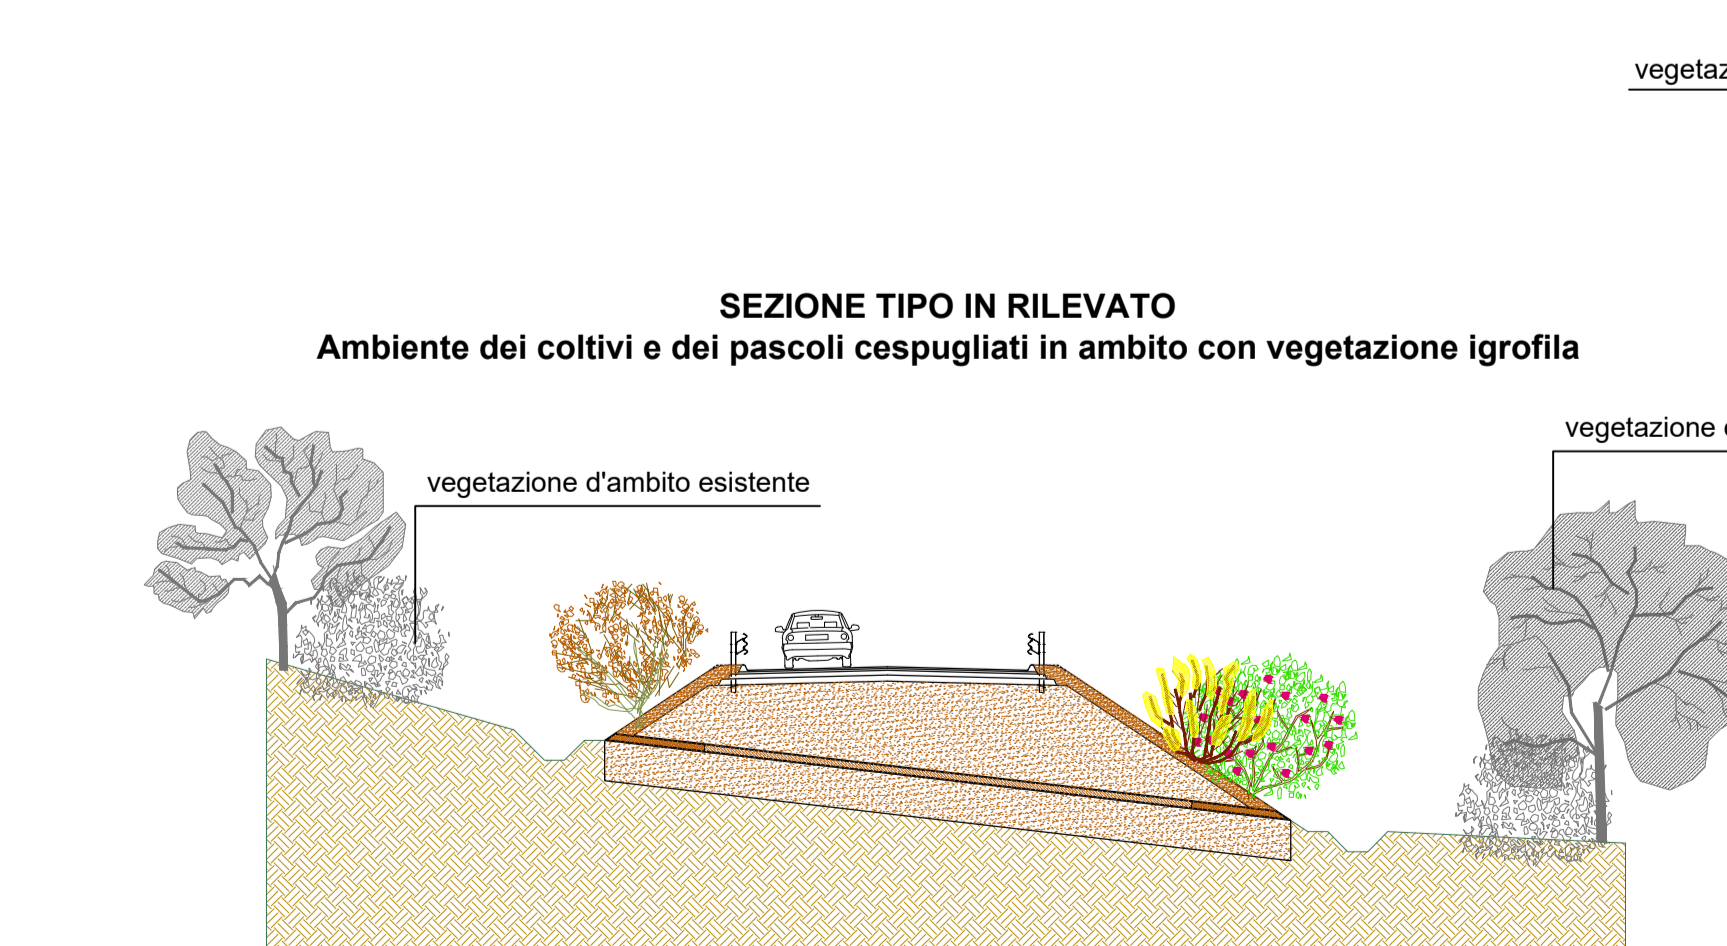 SEZIONE TIPO IN RILEVATO
Ambiente dei coltivi e dei pascoli cespugliati in ambito con vegetazione igrofila
vegetazione d'ambito esistente
vegetazione